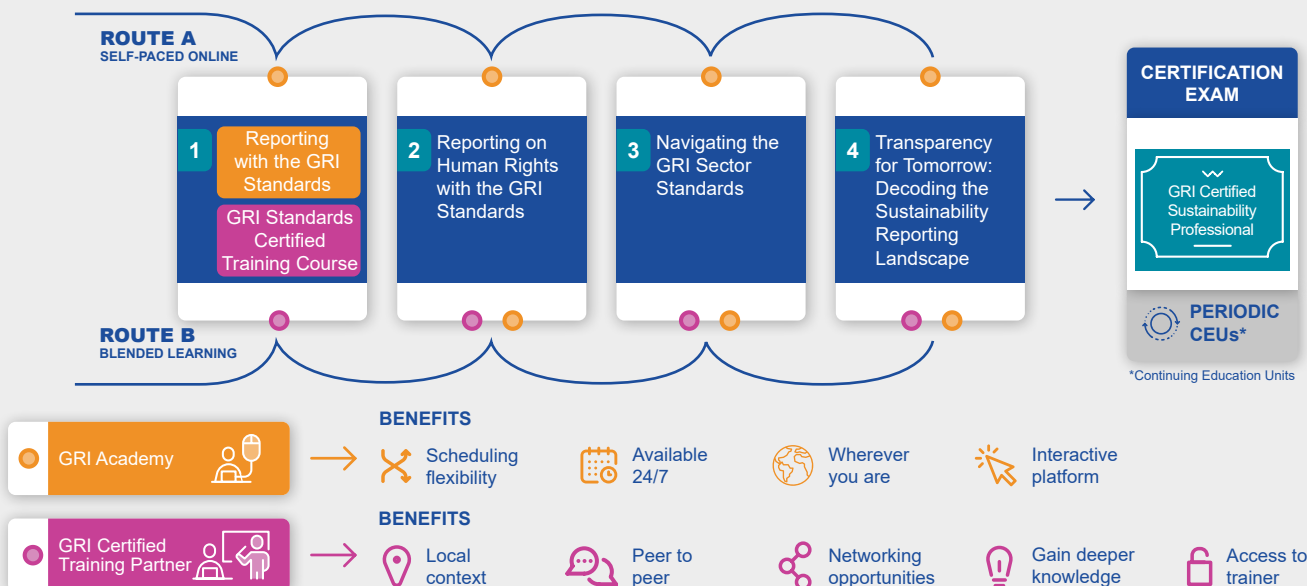 ROUTE A
SELF-PACED ONLINE
1
Reporting
with the GRI
Standards
GRI Standards
Certified
Training Course
2
Reporting on
Human Rights
with the GRI
Standards
3
Navigating the
GRI Sector
Standards
4
Transparency
for Tomorrow:
Decoding the
Sustainability
Reporting
Landscape
CERTIFICATION
EXAM
GRI Certified
Sustainability
Professional
PERIODIC
CEUs*
*Continuing Education Units
ROUTE B
BLENDED LEARNING
GRI Academy
BENEFITS
Scheduling
flexibility
Available
24/7
Wherever
you are
Interactive
platform
GRI Certified
Training Partner
BENEFITS
Local
context
Peer to
peer
Networking
opportunities
Gain deeper
knowledge
Access to
trainer